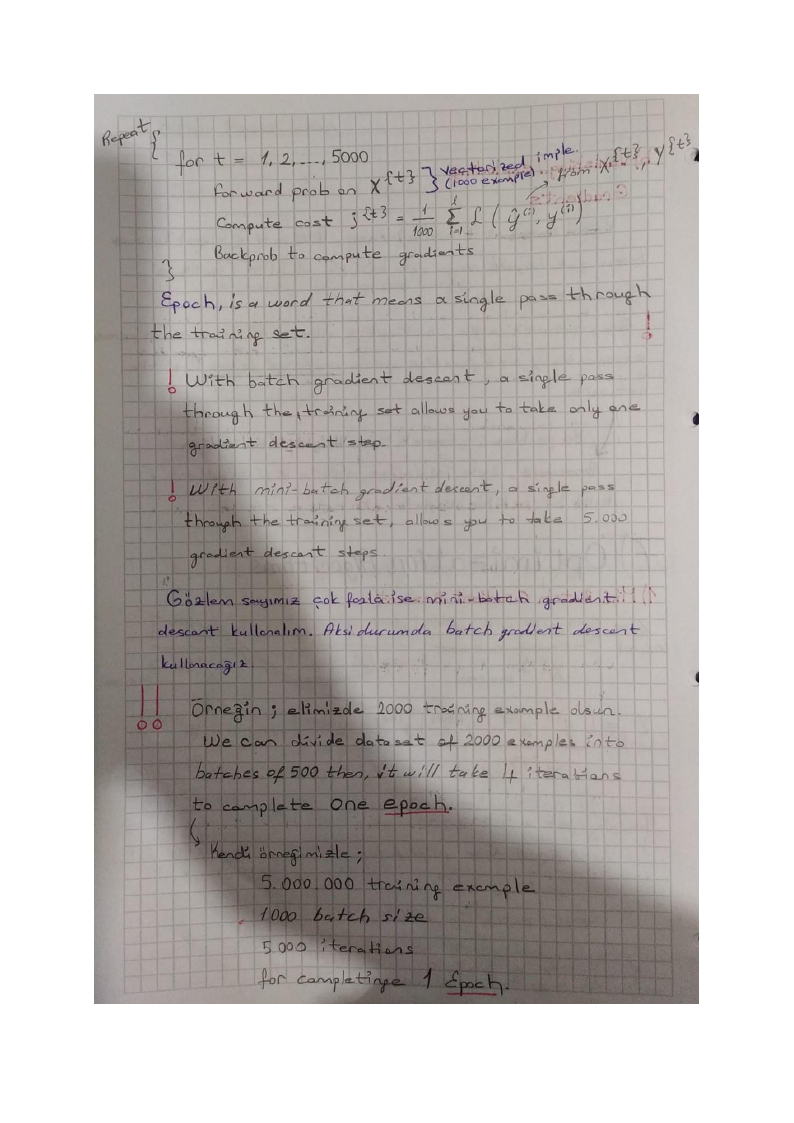 Repeat {
for t = 1, 2, ..., 5000
Forward prob on X^{t} } vectorized imple. (1000 example)
from X^{t}, Y^{t}
Compute cost J^{t} = 1/1000 Σ_{i=1}^{l} L(ŷ^(i), y^(i))
Backprob to compute gradients
}
Epoch, is a word that means a single pass through
the training set. !
! With batch gradient descent, a single pass
through the training set allows you to take only one
gradient descent step.
! With mini-batch gradient descent, a single pass
through the training set, allows you to take 5.000
gradient descent steps.
Gözlem sayımız çok fazla ise mini-batch gradient !!!
descent kullanalım. Aksi durumda batch gradient descent
kullanacağız.
!! Örneğin ; elimizde 2000 training example olsun.
We can divide dataset of 2000 examples into
batches of 500 then, it will take 4 iterations
to complete one epoch.
Kendi örneğimizle ;
5.000.000 training example
1000 batch size
5.000 iterations
for completinge 1 Epoch.